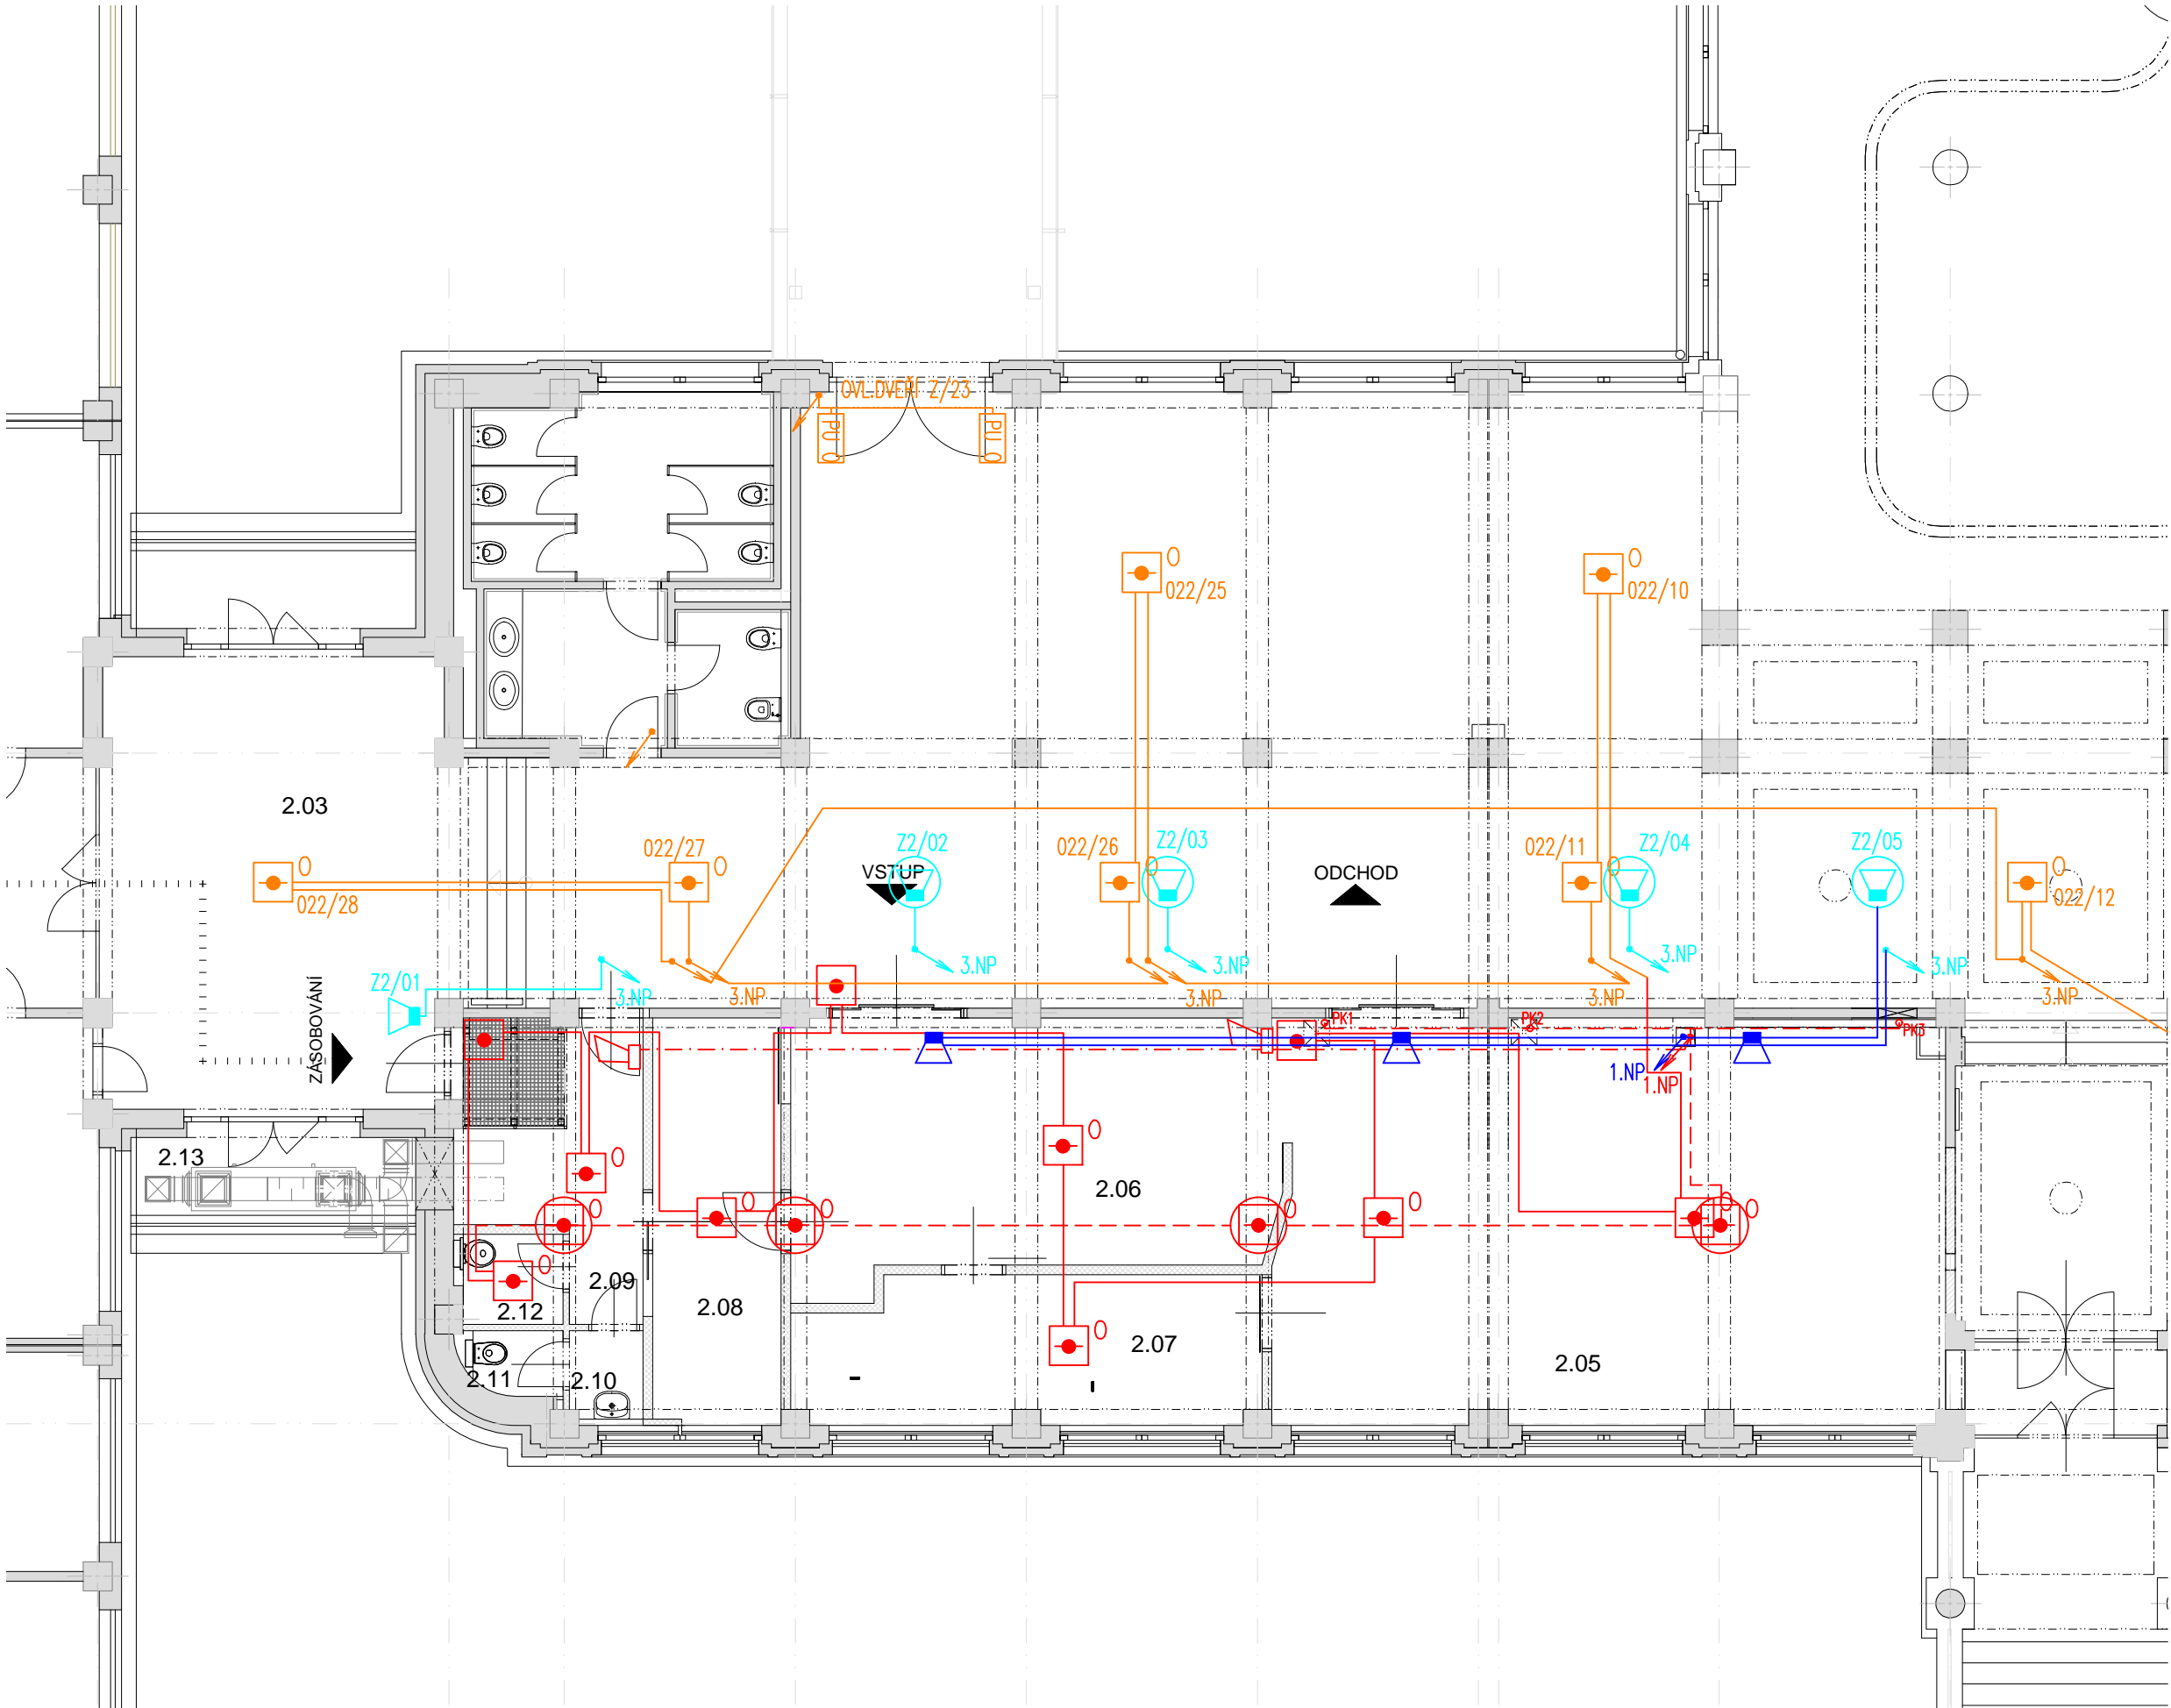 OVL.DVEŘÍ Z/23
PU O
PU O
O
022/25
O
022/10
2.03
022/27
O
O
022/28
Z2/02
VSTUP
022/26
O
Z2/03
ODCHOD
022/11
O
Z2/04
Z2/05
O
022/12
Z2/01
3.NP
3.NP
3.NP
3.NP
3.NP
3.NP
3.NP
3.NP
3.NP
ZÁSOBOVÁNÍ
PK1
PK2
PK3
1.NP
1.NP
2.13
O
O
2.06
O
O
O
O
O
O
O
O
2.09
2.12
2.08
O
2.07
2.05
2.11
2.10